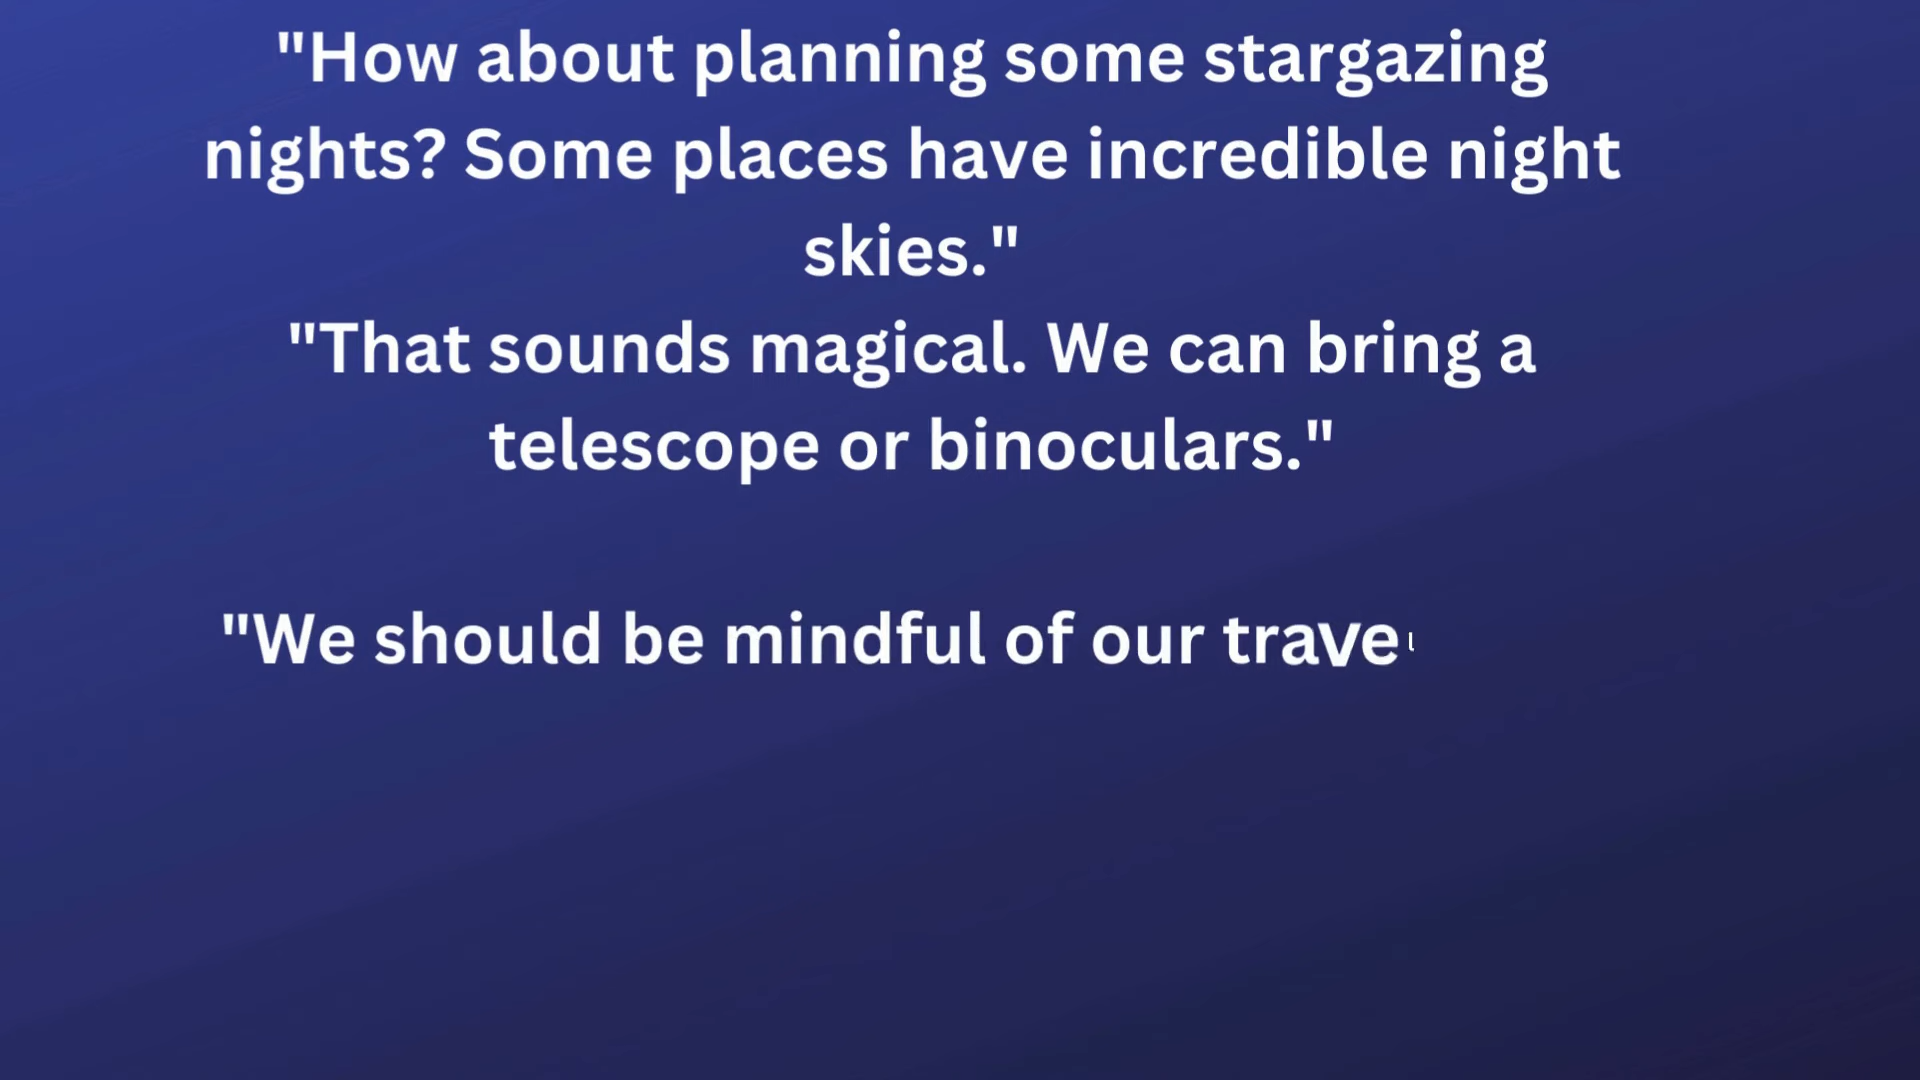 "How about planning some stargazing
nights? Some places have incredible night
skies."
"That sounds magical. We can bring a
telescope or binoculars."
"We should be mindful of our trave